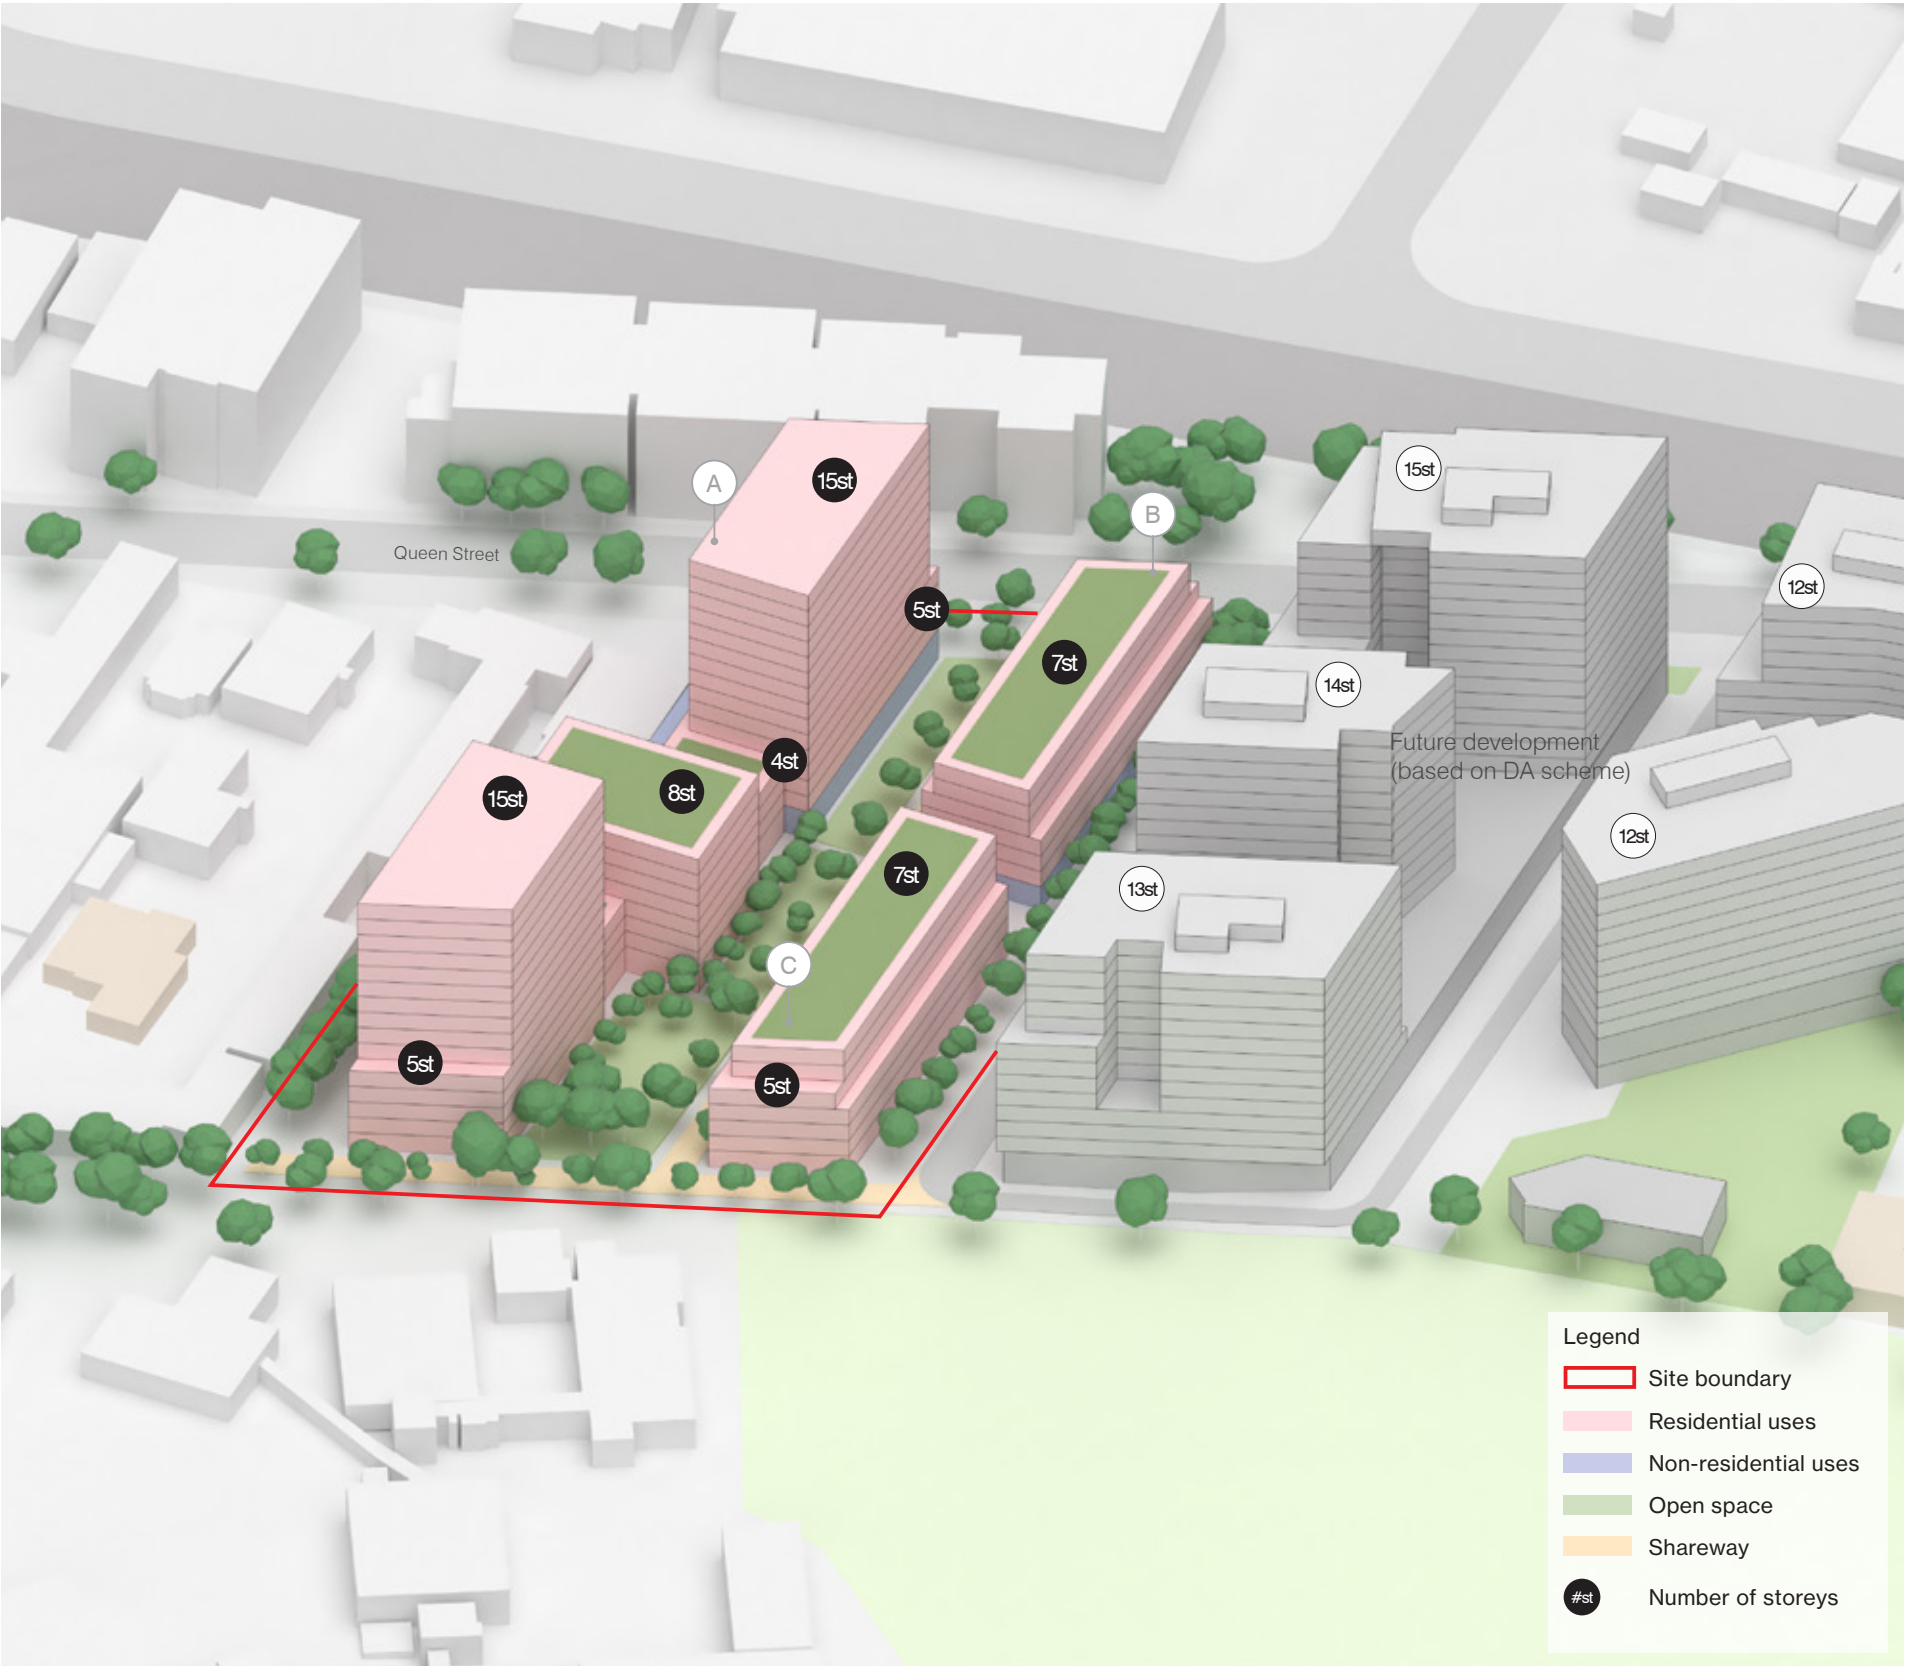 15st
15st
A
B
Queen Street
12st
5st
7st
14st
Future development
(based on DA scheme)
4st
8st
15st
12st
7st
13st
C
5st
5st
Legend
Site boundary
Residential uses
Non-residential uses
Open space
Shareway
#st Number of storeys